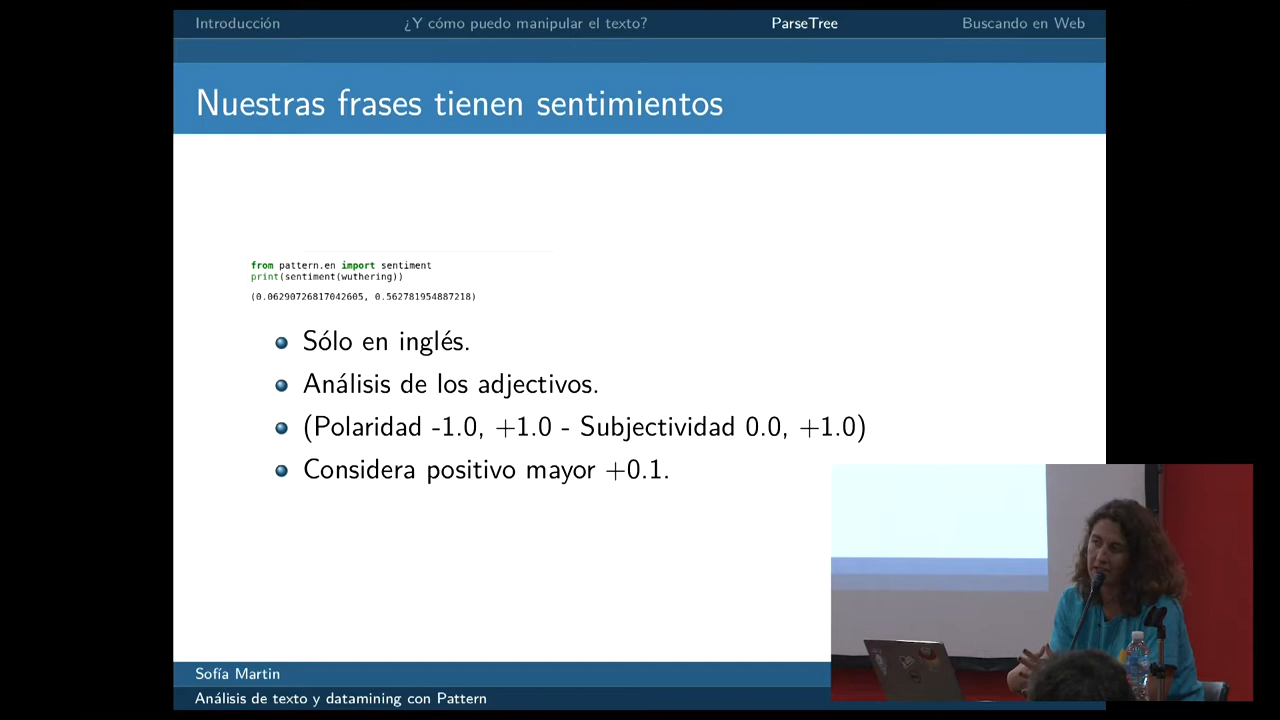 Introducción ¿Y cómo puedo manipular el texto? ParseTree Buscando en Web
Nuestras frases tienen sentimientos
from pattern.en import sentiment
print(sentiment(wuthering))
(0.06290726817042605, 0.562781954887218)
Sólo en inglés.
Análisis de los adjectivos.
(Polaridad -1.0, +1.0 - Subjectividad 0.0, +1.0)
Considera positivo mayor +0.1.
Sofía Martin
Análisis de texto y datamining con Pattern